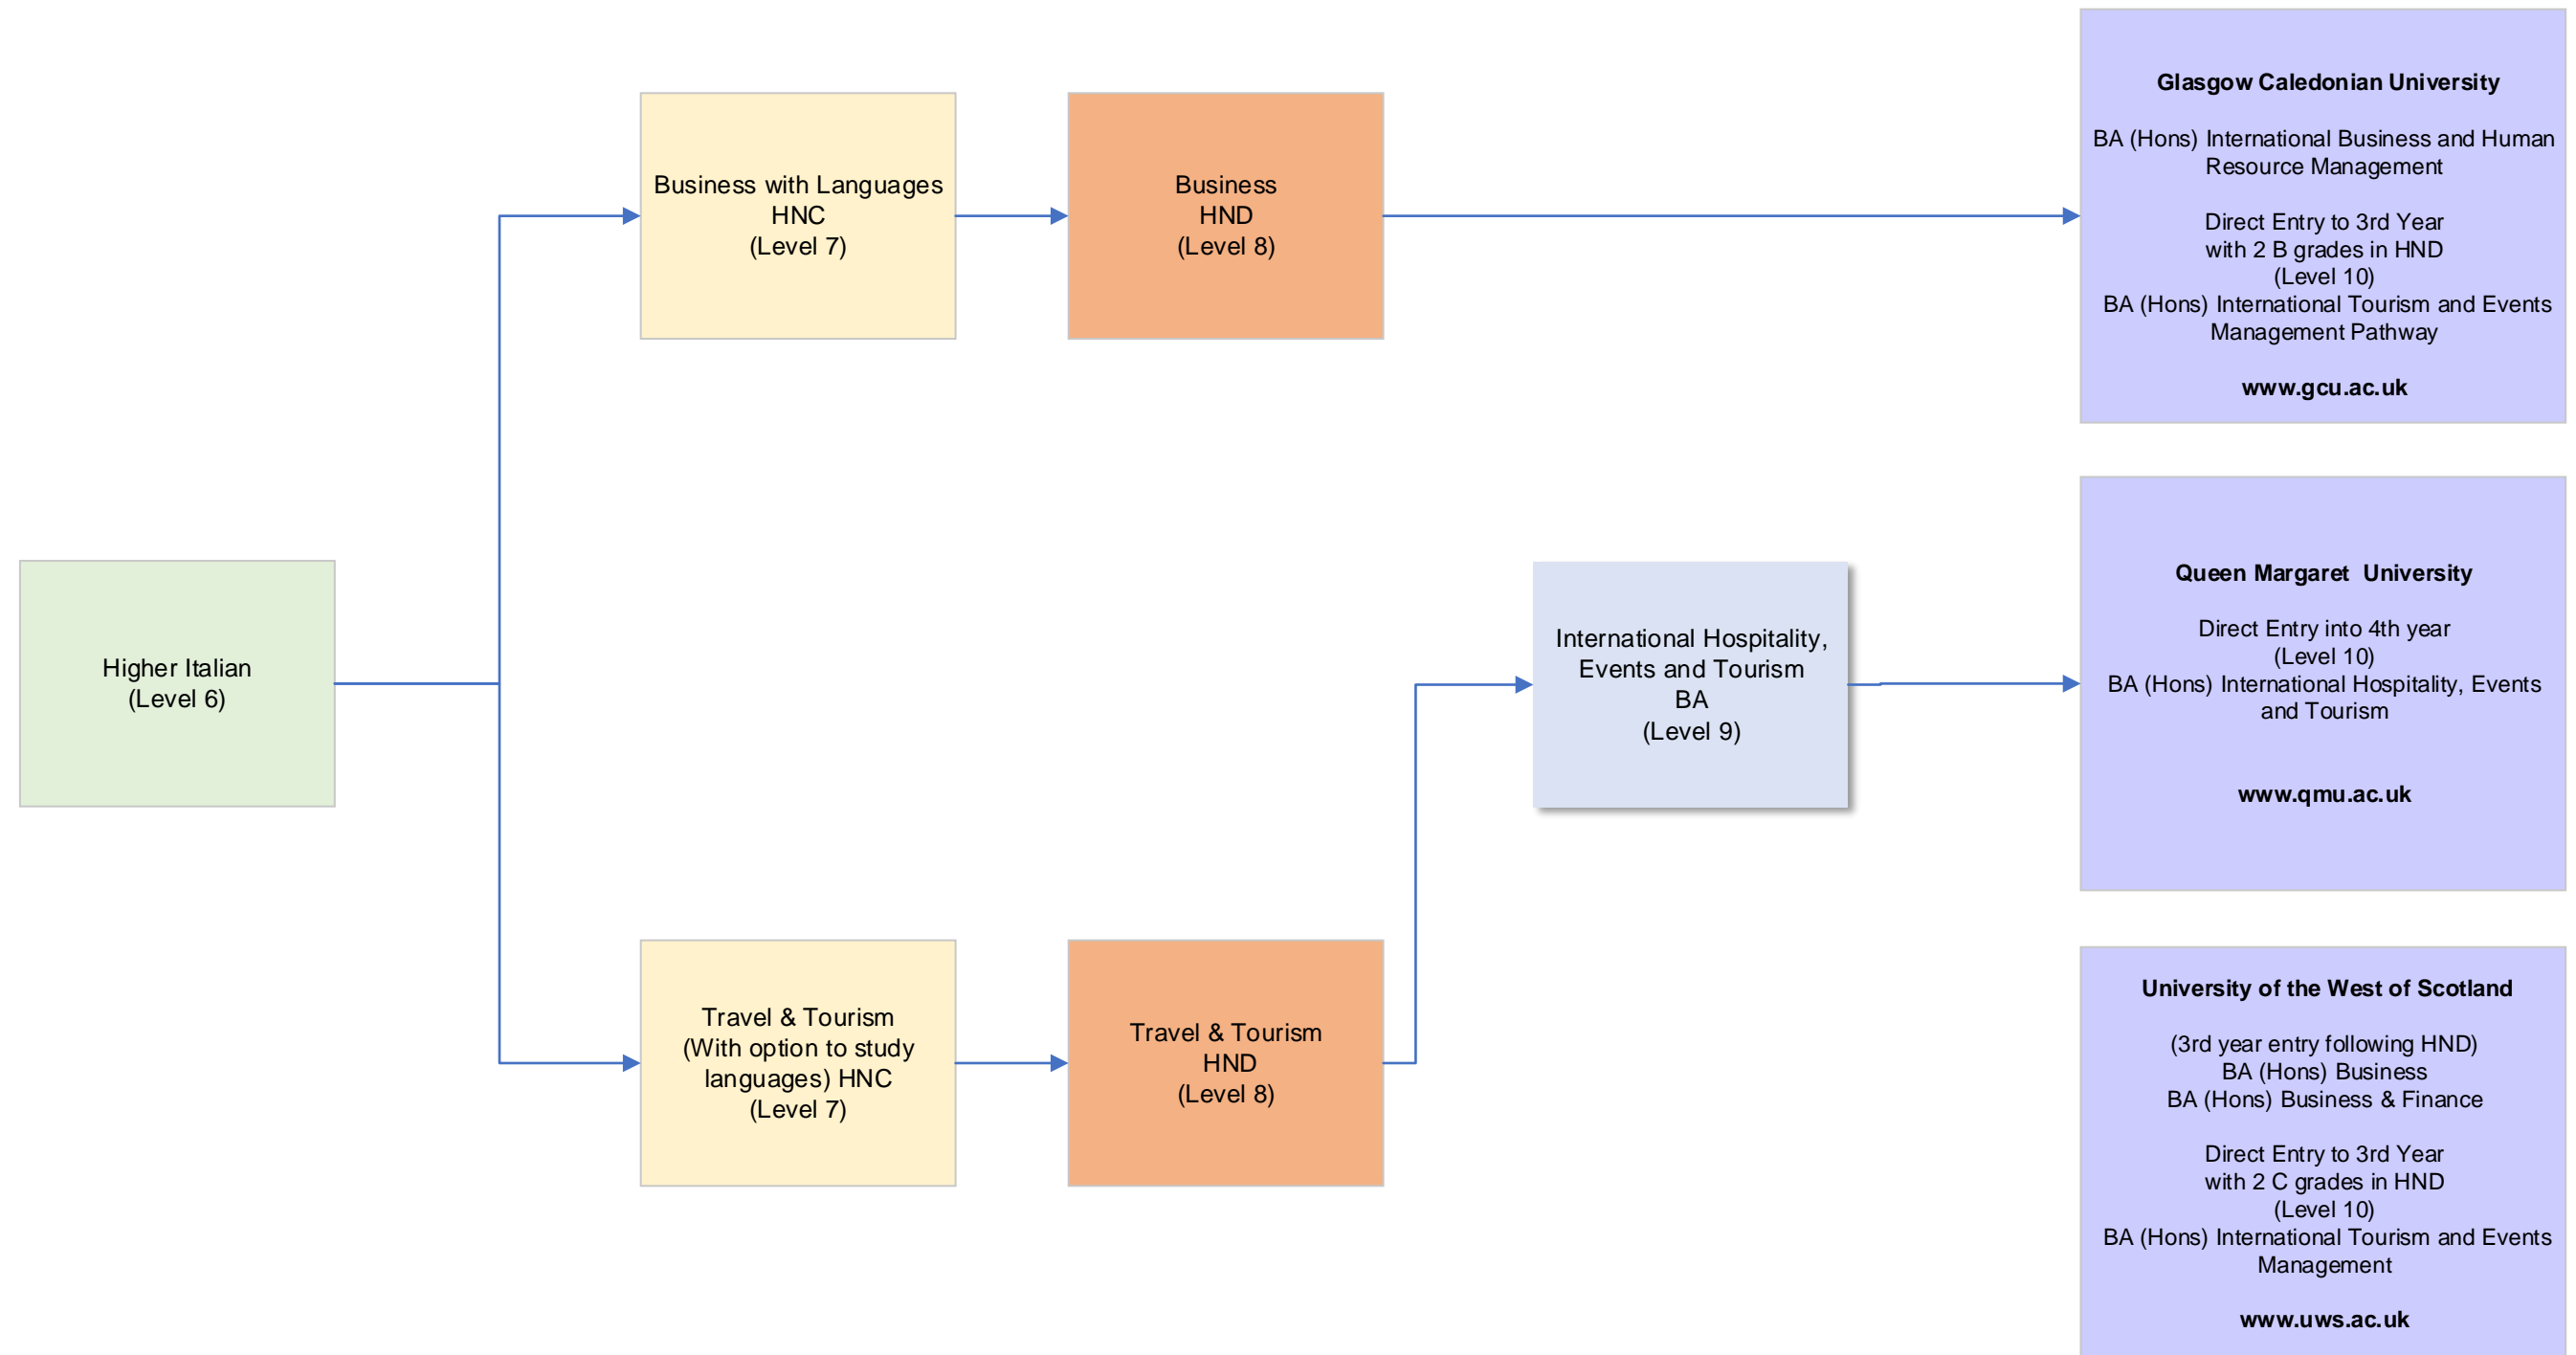 Higher Italian
(Level 6)
Business with Languages
HNC
(Level 7)
Business
HND
(Level 8)
Travel & Tourism
(With option to study
languages) HNC
(Level 7)
Travel & Tourism
HND
(Level 8)
International Hospitality,
Events and Tourism
BA
(Level 9)
Glasgow Caledonian University
BA (Hons) International Business and Human
Resource Management
Direct Entry to 3rd Year
with 2 B grades in HND
(Level 10)
BA (Hons) International Tourism and Events
Management Pathway
www.gcu.ac.uk
Queen Margaret  University
Direct Entry into 4th year
(Level 10)
BA (Hons) International Hospitality, Events
and Tourism
www.qmu.ac.uk
University of the West of Scotland
(3rd year entry following HND)
BA (Hons) Business
BA (Hons) Business & Finance
Direct Entry to 3rd Year
with 2 C grades in HND
(Level 10)
BA (Hons) International Tourism and Events
Management
www.uws.ac.uk